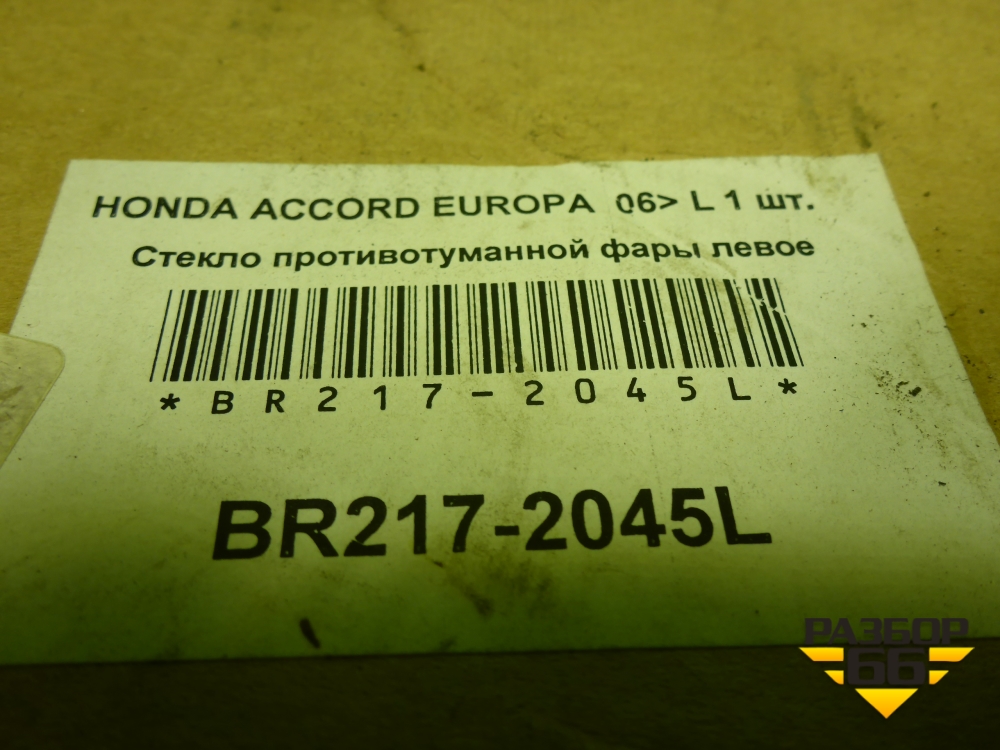 HONDA ACCORD EUROPA 06> L 1 шт.
Стекло противотуманной фары левое
*BR217-2045L*
BR217-2045L
РАЗБОР
66